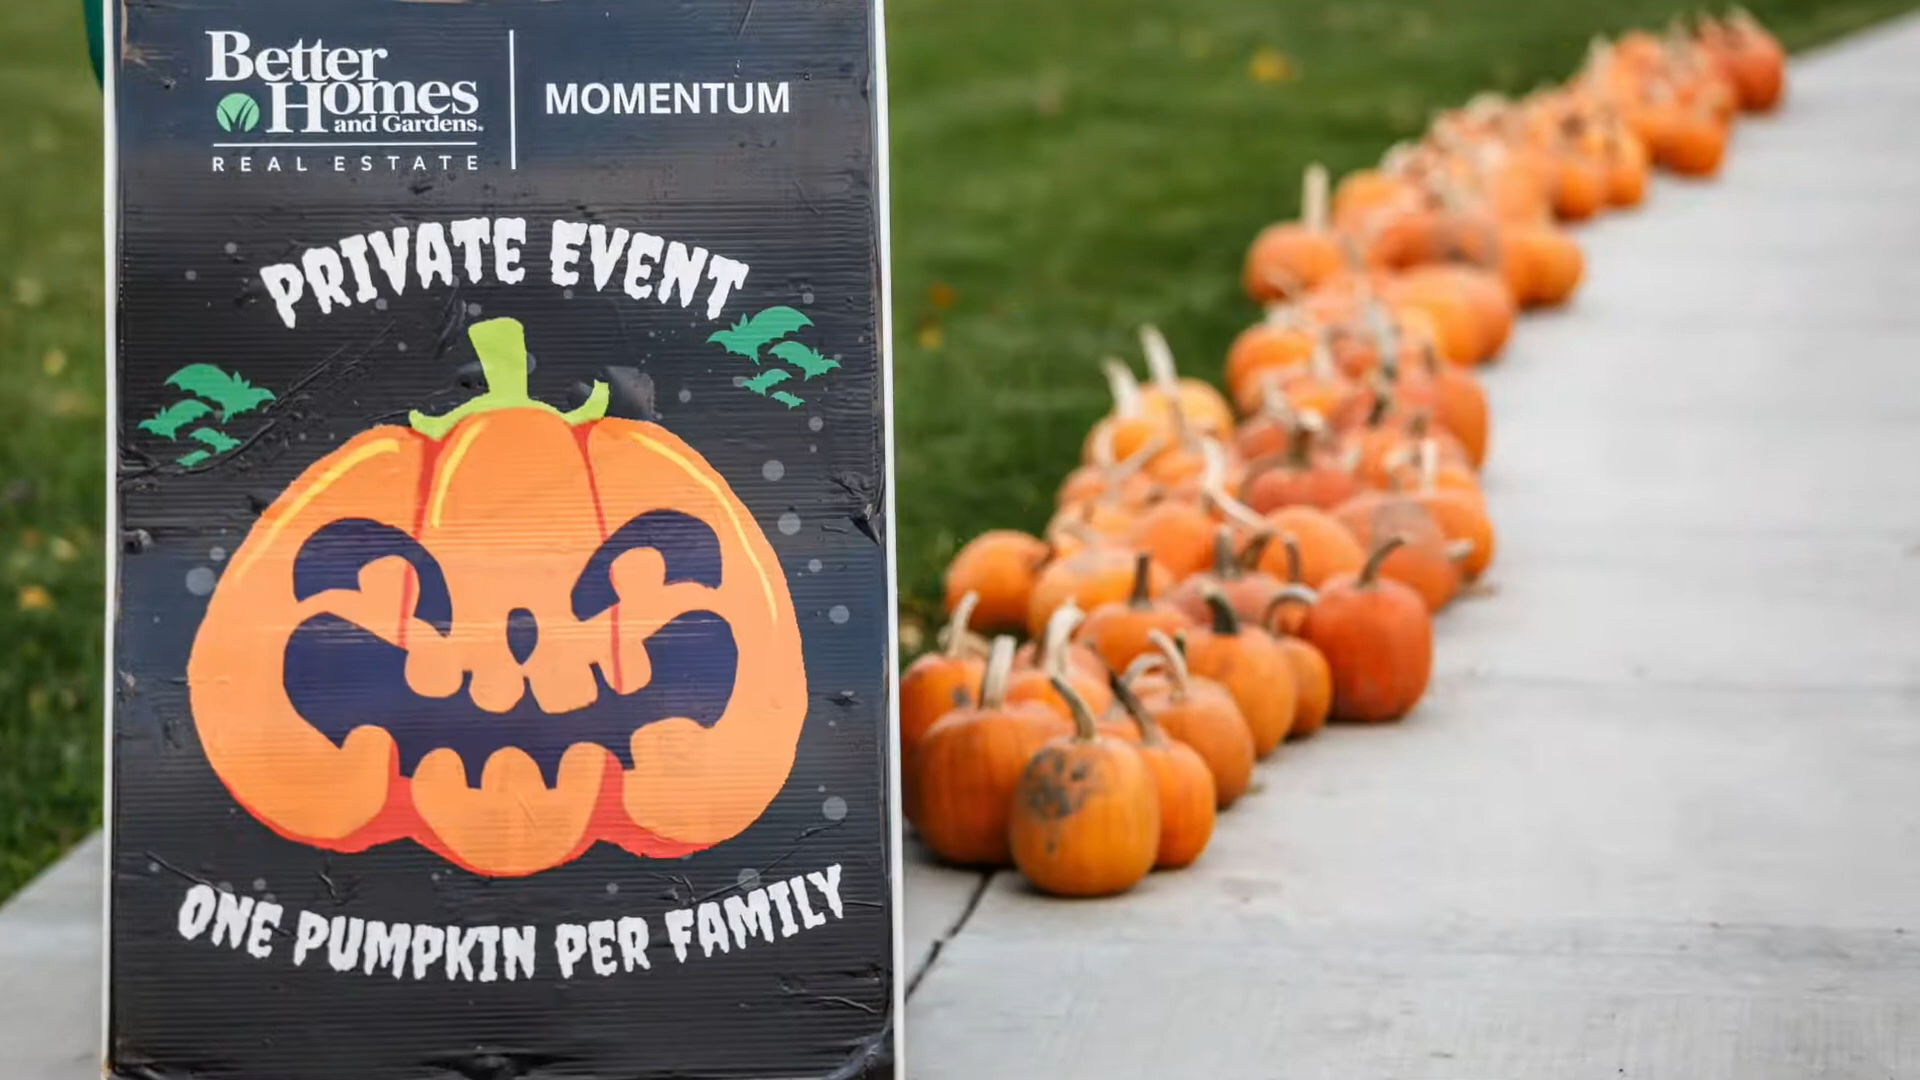 Better
Homes
and Gardens.
REAL ESTATE
MOMENTUM
PRIVATE EVENT
ONE PUMPKIN PER FAMILY